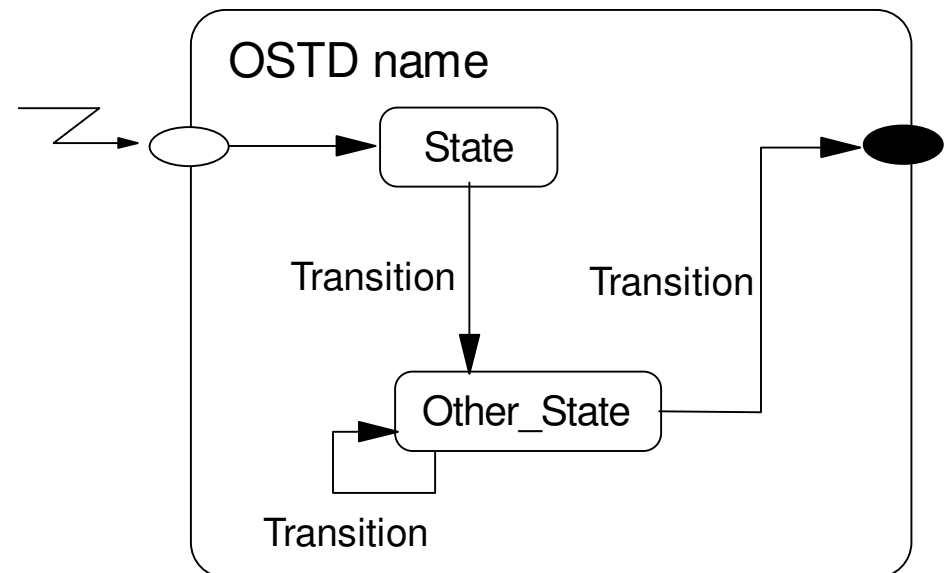 OSTD name
State
Transition
Transition
Other_State
Transition